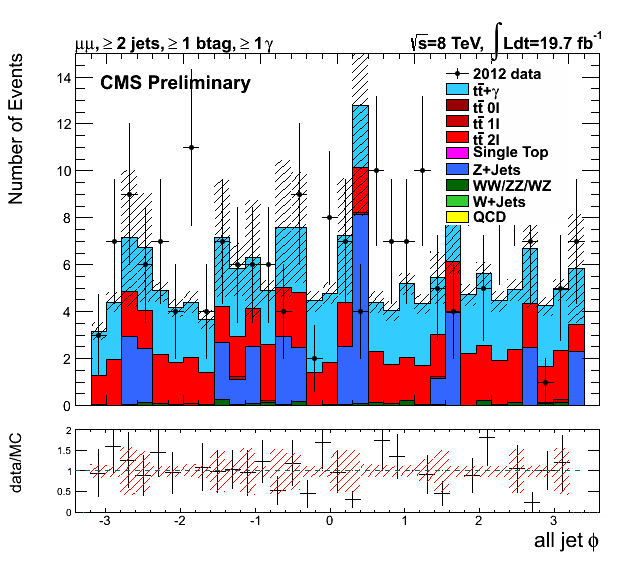 μμ, ≥ 2 jets, ≥ 1 btag, ≥ 1 γ
√s=8 TeV, ∫Ldt=19.7 fb⁻¹
CMS Preliminary
2012 data
tt̄+γ
tt̄ 0l
tt̄ 1l
tt̄ 2l
Single Top
Z+Jets
WW/ZZ/WZ
W+Jets
QCD
Number of Events
14
12
10
8
6
4
2
0
data/MC
2
1.5
1
0.5
0
-3 -2 -1 0 1 2 3
all jet ϕ